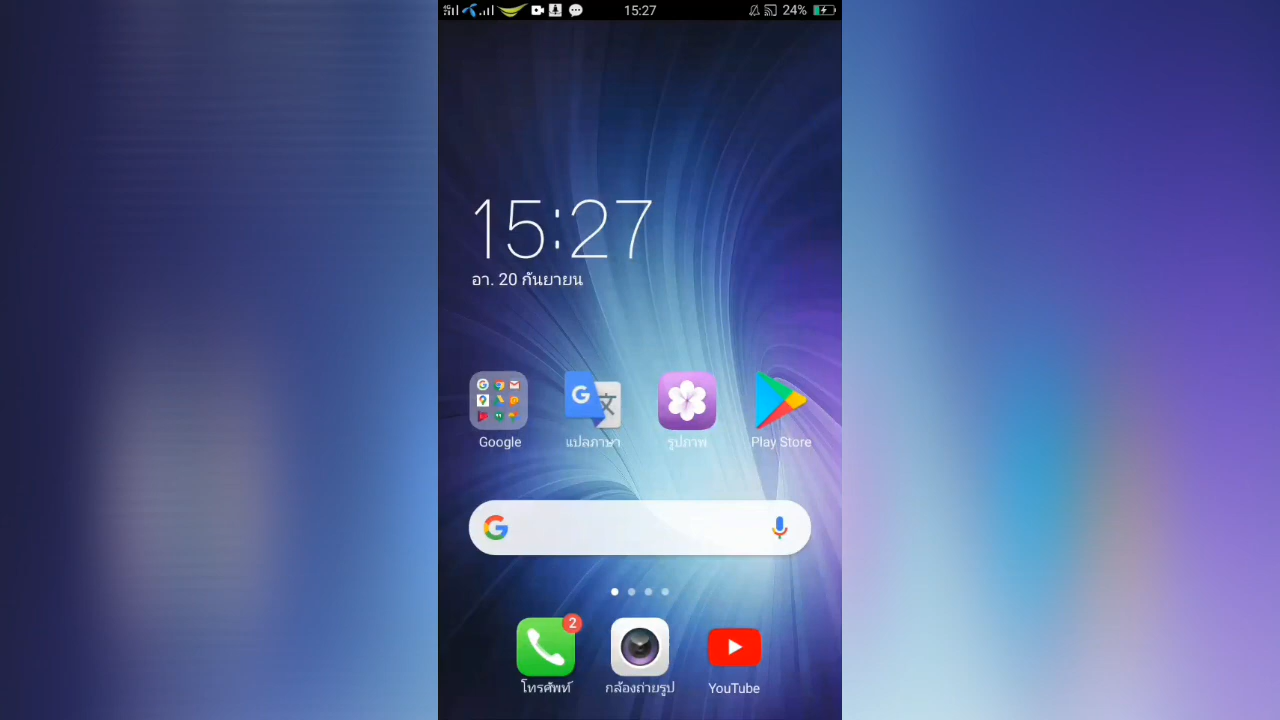 15:27
24%
15:27
อา. 20 กันยายน
Google
แปลภาษา
รูปภาพ
Play Store
2
โทรศัพท์
กล้องถ่ายรูป
YouTube